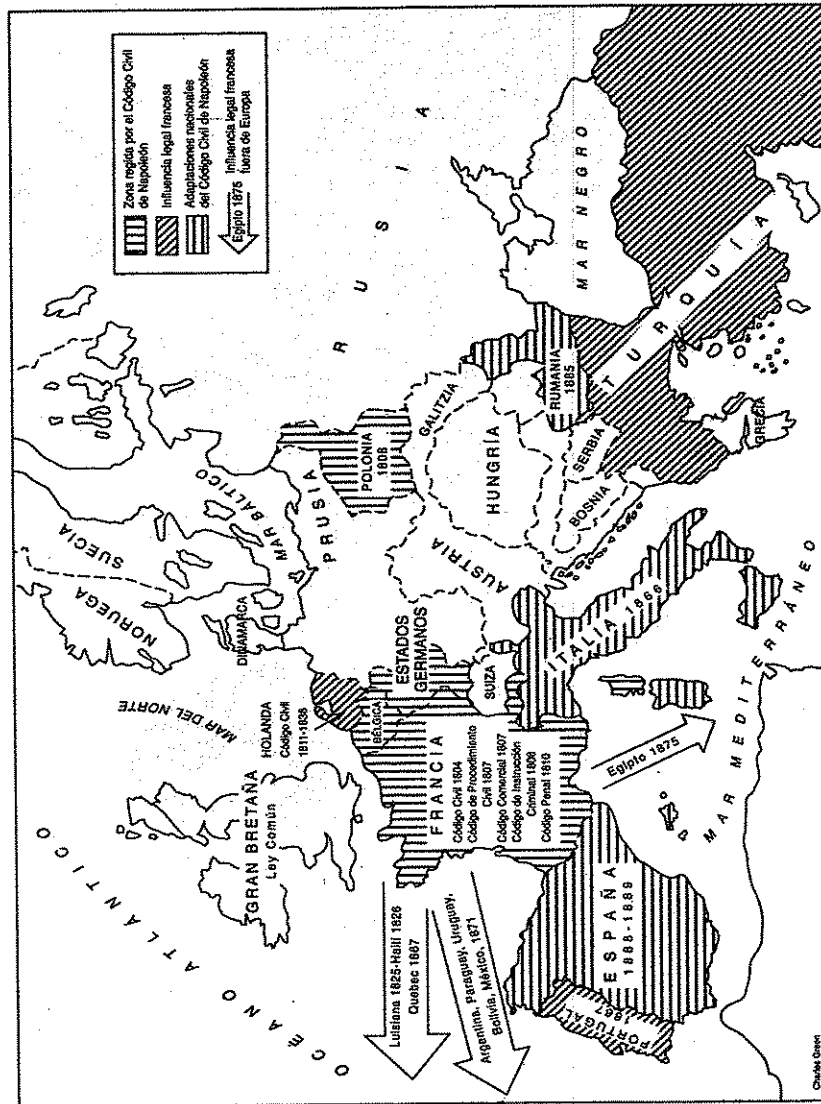 Zona regida por el Código Civil
de Napoleón
Influencia legal francesa
Adaptaciones nacionales
del Código Civil de Napoleón
Egipto 1875
Influencia legal francesa
fuera de Europa
OCÉANO ATLÁNTICO
NORUEGA
SUECIA
MAR DEL NORTE
DINAMARCA
MAR BALTICO
RUSIA
GRAN BRETAÑA
Ley Común
HOLANDA
Código Civil
1811-1838
BÉLGICA
PRUSIA
POLONIA
1808
ESTADOS
GERMANOS
GALITZIA
AUSTRIA
HUNGRÍA
SUIZA
FRANCIA
Código Civil 1804
Código de Procedimiento
Civil 1807
Código Comercial 1807
Código de Instrucción
Criminal 1808
Código Penal 1810
Luisiana 1825-Haití 1826
Quebec 1867
Argentina, Paraguay, Uruguay,
Bolivia, México, 1871
RUMANIA
1865
MAR NEGRO
SERBIA
BOSNIA
ITALIA 1866
TURQUÍA
GRECIA
PORTUGAL
1867
ESPAÑA
1888-1889
Egipto 1875
MAR MEDITERRÁNEO
Charles Green